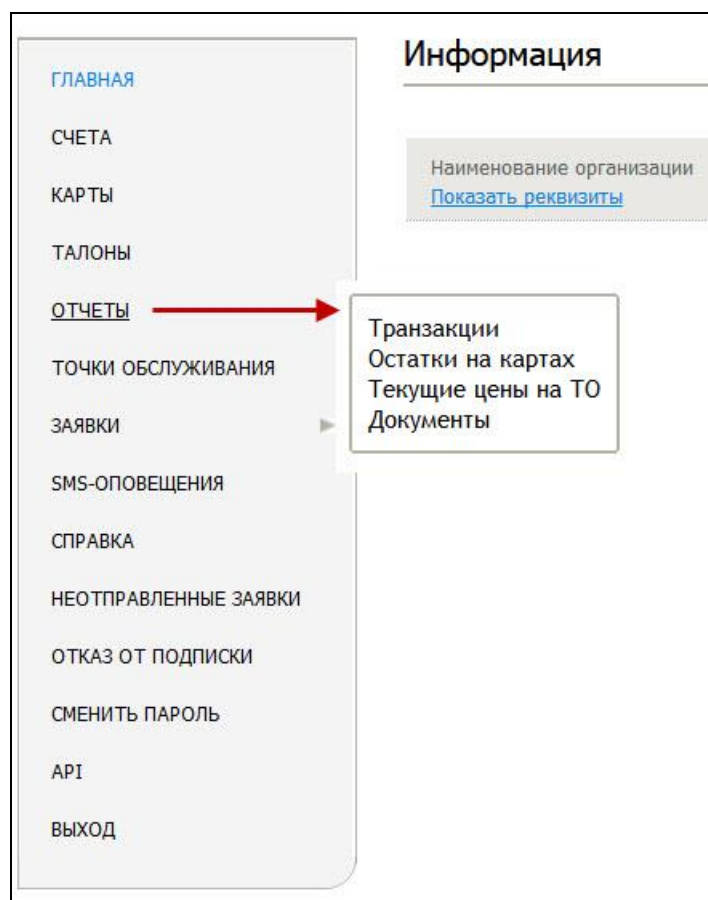 Информация
ГЛАВНАЯ
СЧЕТА
Наименование организации
Показать реквизиты
КАРТЫ
ТАЛОНЫ
ОТЧЕТЫ
Транзакции
Остатки на картах
Текущие цены на ТО
Документы
ТОЧКИ ОБСЛУЖИВАНИЯ
ЗАЯВКИ
SMS-ОПОВЕЩЕНИЯ
СПРАВКА
НЕОТПРАВЛЕННЫЕ ЗАЯВКИ
ОТКАЗ ОТ ПОДПИСКИ
СМЕНИТЬ ПАРОЛЬ
API
ВЫХОД